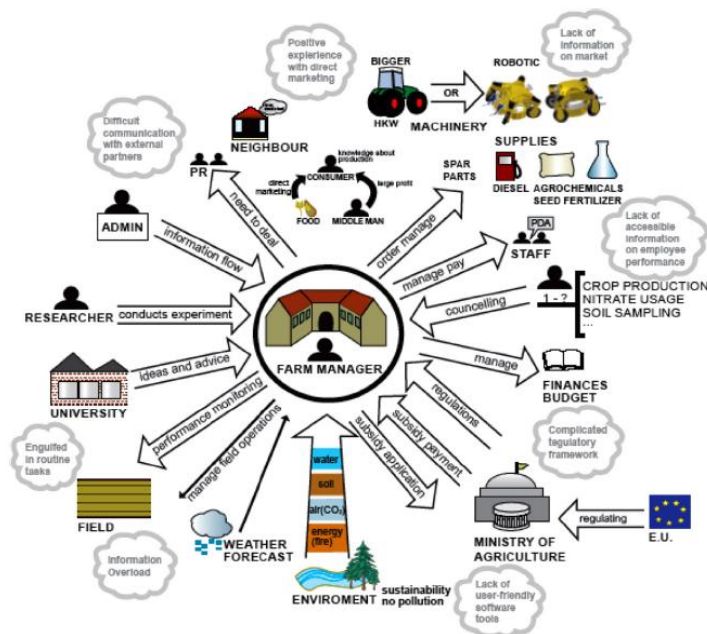 Positive
expierience
with direct
marketing
BIGGER
HKW
OR
MACHINERY
ROBOTIC
Lack of
information
on market
Difficult
communication
with external
partners
NEIGHBOUR
PR
knowledge about
production
CONSUMER
direct
marketing
large profit
FOOD
MIDDLE MAN
SPAR
PARTS
SUPPLIES
DIESEL
AGROCHEMICALS
SEED FERTILIZER
ADMIN
need to deal
information flow
order manage
manage pay
PDA
STAFF
Lack of
accessible
information
on employee
performance
RESEARCHER
conducts experiment
FARM MANAGER
councelling
1 - ?
CROP PRODUCTION
NITRATE USAGE
SOIL SAMPLING
...
UNIVERSITY
ideas and advice
manage
FINANCES
BUDGET
performance monitoring
manage field operations
regulations
subsidy payment
subsidy application
Engulfed
in routine
tasks
Complicated
tegulatory
framework
FIELD
WEATHER
FORECAST
water
soil
air(CO₂)
energy
(fire)
MINISTRY OF
AGRICULTURE
regulating
E.U.
Information
Overload
ENVIROMENT
sustainability
no pollution
Lack of
user-friendly
software
tools